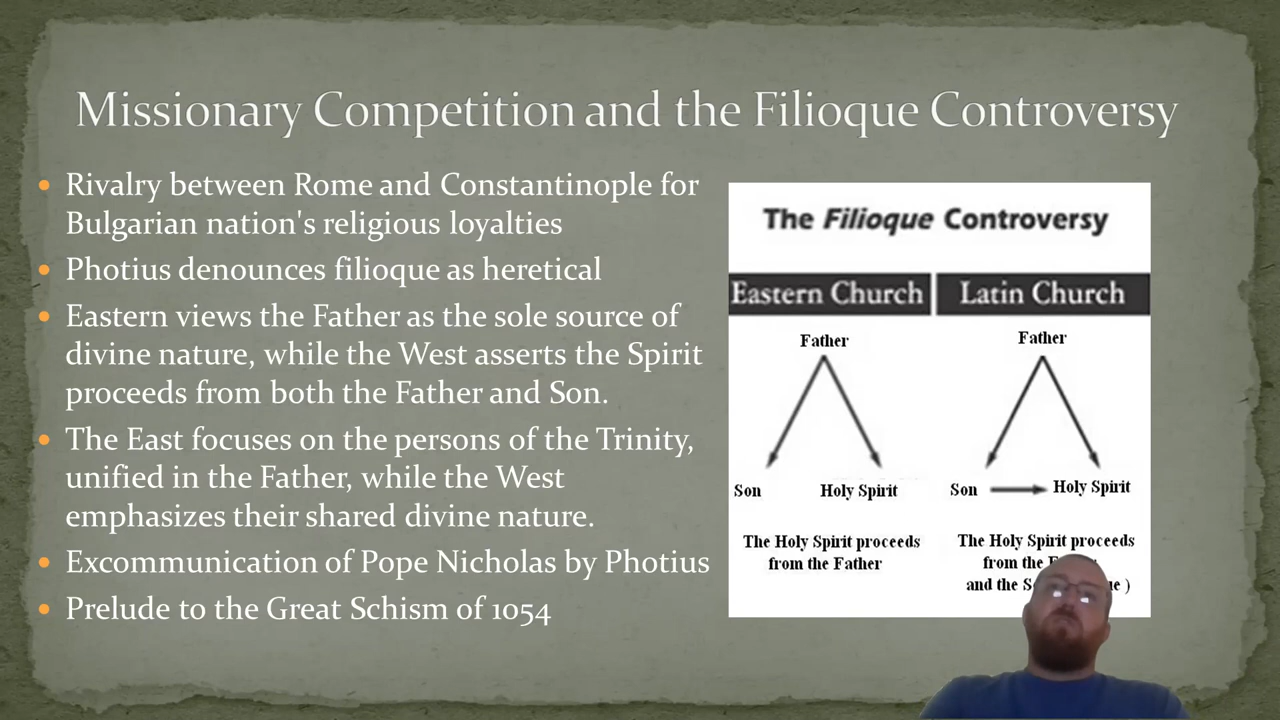 Missionary Competition and the Filioque Controversy
• Rivalry between Rome and Constantinople for
Bulgarian nation's religious loyalties
• Photius denounces filioque as heretical
• Eastern views the Father as the sole source of
divine nature, while the West asserts the Spirit
proceeds from both the Father and Son.
• The East focuses on the persons of the Trinity,
unified in the Father, while the West
emphasizes their shared divine nature.
• Excommunication of Pope Nicholas by Photius
• Prelude to the Great Schism of 1054
The Filioque Controversy
Eastern Church
Father
Son Holy Spirit
The Holy Spirit proceeds
from the Father
Latin Church
Father
Son Holy Spirit
The Holy Spirit proceeds
from the
and the